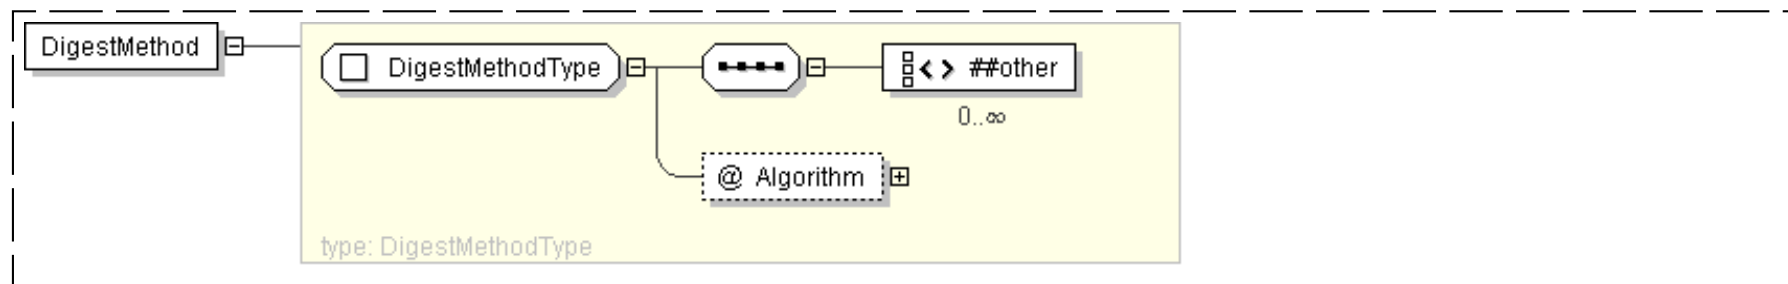 DigestMethod
DigestMethodType
##other
0..∞
@ Algorithm
type: DigestMethodType